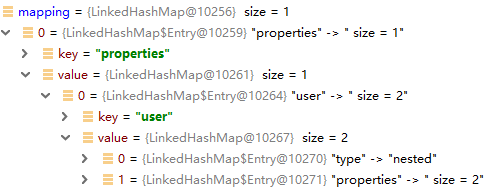 mapping = {LinkedHashMap@10256} size = 1
0 = {LinkedHashMap$Entry@10259} "properties" -> " size = 1"
key = "properties"
value = {LinkedHashMap@10261} size = 1
0 = {LinkedHashMap$Entry@10264} "user" -> " size = 2"
key = "user"
value = {LinkedHashMap@10267} size = 2
0 = {LinkedHashMap$Entry@10270} "type" -> "nested"
1 = {LinkedHashMap$Entry@10271} "properties" -> " size = 2"